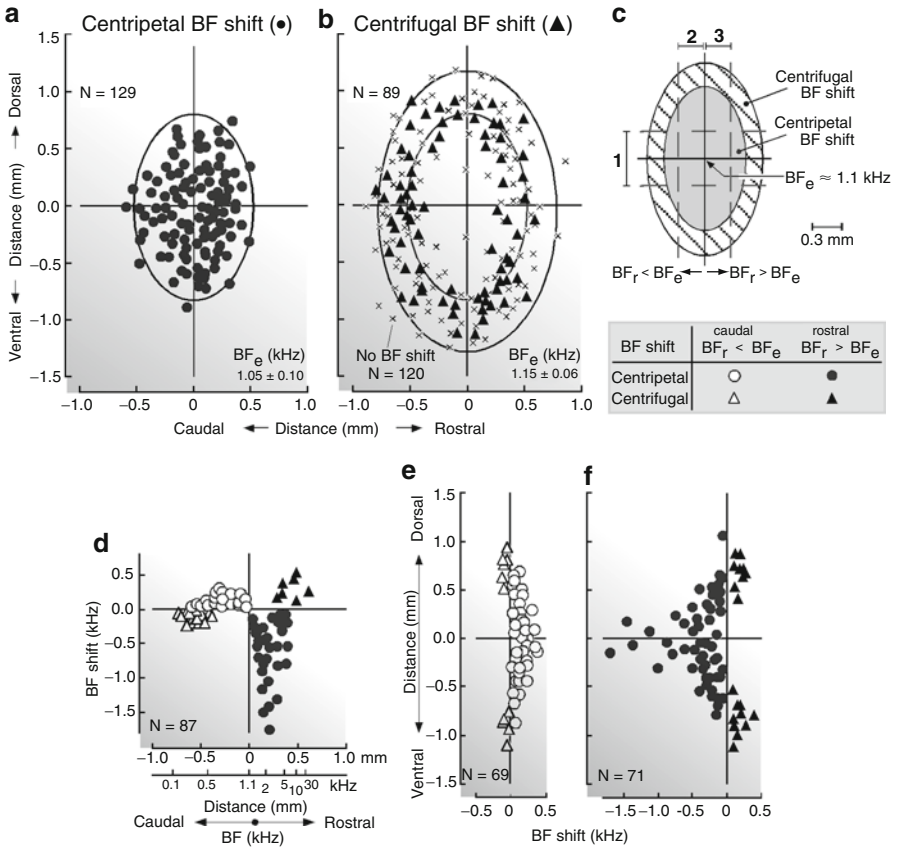 a
Centripetal BF shift (●)
b
Centrifugal BF shift (▲)
c
1.5
1.0
0.5
0.0
−0.5
−1.0
−1.5
Ventral ← Distance (mm) → Dorsal
N = 129
BFe (kHz)
1.05 ± 0.10
−1.0 −0.5 0 0.5 1.0
N = 89
No BF shift
N = 120
BFe (kHz)
1.15 ± 0.06
−1.0 −0.5 0 0.5 1.0
Caudal ← Distance (mm) → Rostral
2 3
1
Centrifugal
BF shift
Centripetal
BF shift
BFe ≈ 1.1 kHz
0.3 mm
BFr < BFe ← → BFr > BFe
BF shift
caudal
BFr < BFe
rostral
BFr > BFe
Centripetal ○ ●
Centrifugal △ ▲
d
BF shift (kHz)
0.5
0.0
−0.5
−1.0
−1.5
N = 87
−1.0 −0.5 0 0.5 1.0 mm
0.1 0.5 1.1 2 5 10 30 kHz
Distance (mm)
Caudal ← → Rostral
BF (kHz)
e
Ventral ← Distance (mm) → Dorsal
1.5
1.0
0.5
0.0
−0.5
−1.0
−1.5
N = 69
−0.5 0 0.5
f
N = 71
−1.5 −1.0 −0.5 0 0.5
BF shift (kHz)